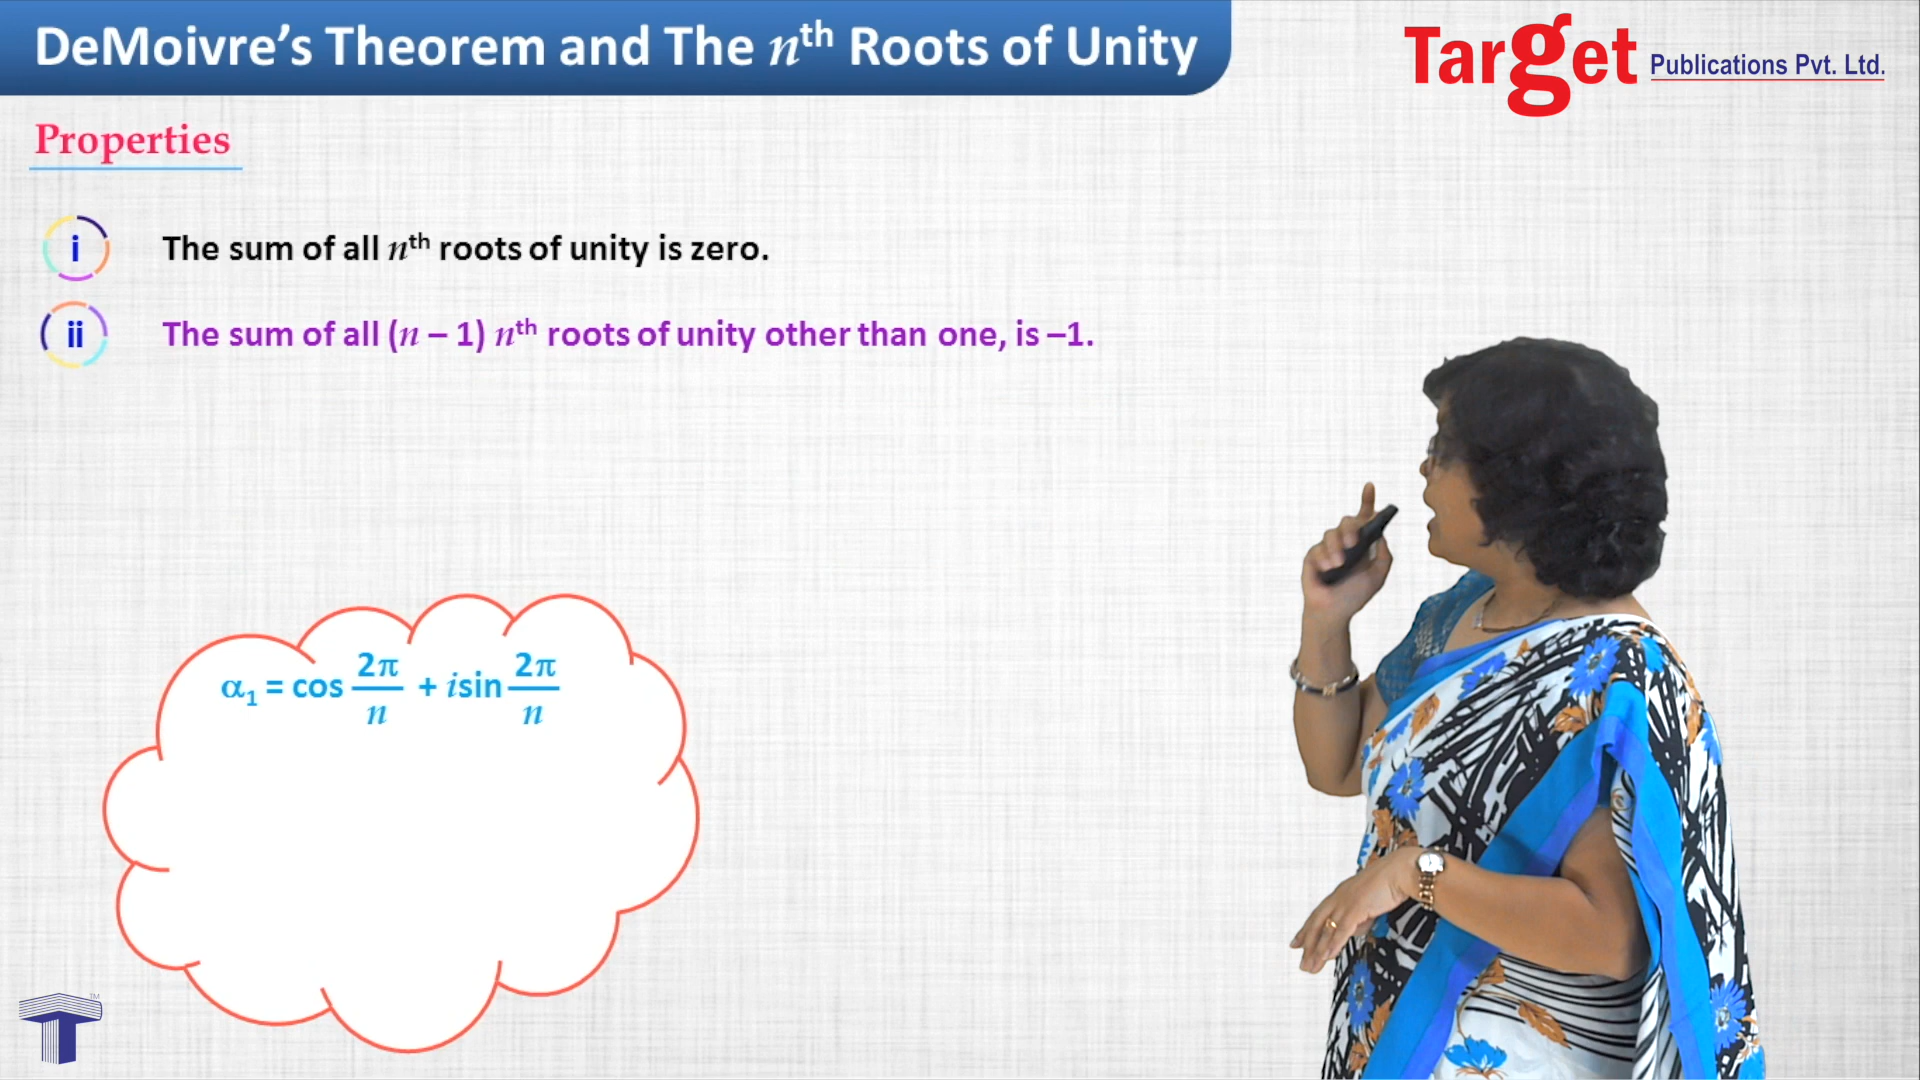 DeMoivre's Theorem and The nth Roots of Unity
Target Publications Pvt. Ltd.
Properties
i The sum of all nth roots of unity is zero.
ii The sum of all (n – 1) nth roots of unity other than one, is –1.
α₁ = cos 2π/n + isin 2π/n
T
TM